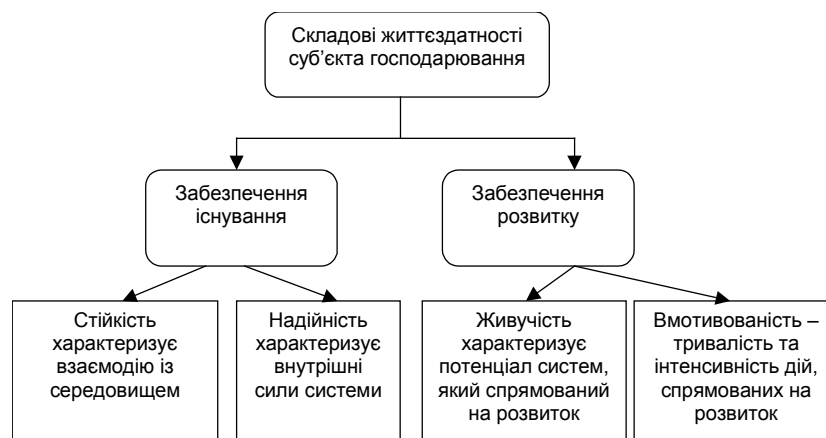 Складові життєздатності
суб’єкта господарювання
Забезпечення
існування
Забезпечення
розвитку
Стійкість
характеризує
взаємодію із
середовищем
Надійність
характеризує
внутрішні
сили системи
Живучість
характеризує
потенціал систем,
який спрямований
на розвиток
Вмотивованість –
тривалість та
інтенсивність дій,
спрямованих на
розвиток